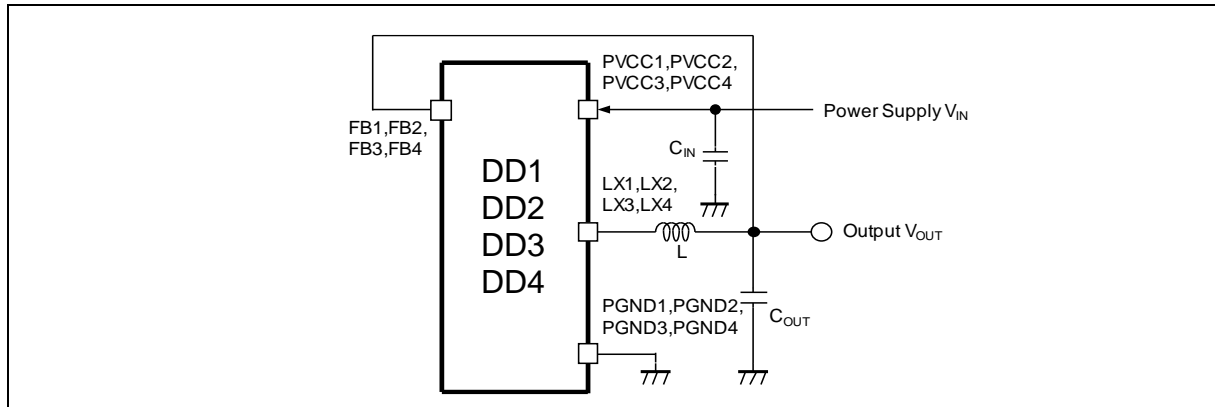 PVCC1,PVCC2,
PVCC3,PVCC4
Power Supply VIN
FB1,FB2,
FB3,FB4
CIN
DD1
DD2
DD3
DD4
LX1,LX2,
LX3,LX4
Output VOUT
L
PGND1,PGND2,
PGND3,PGND4
COUT